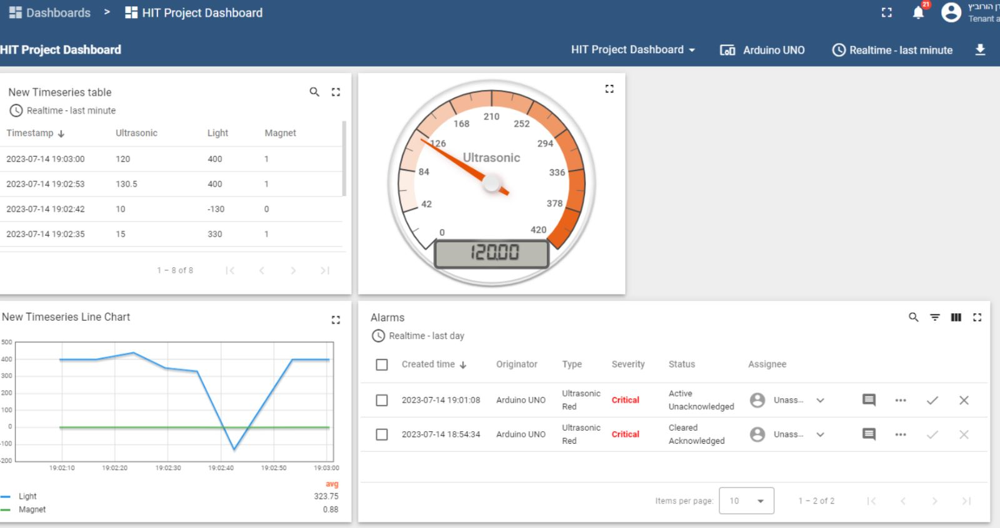 Dashboards > HIT Project Dashboard
21
דן הורוביץ
Tenant a
HIT Project Dashboard
HIT Project Dashboard
Arduino UNO
Realtime - last minute
New Timeseries table
Realtime - last minute
Timestamp Ultrasonic Light Magnet
2023-07-14 19:03:00 120 400 1
2023-07-14 19:02:53 130.5 400 1
2023-07-14 19:02:42 10 -130 0
2023-07-14 19:02:35 15 330 1
1 – 8 of 8
0
42
84
126
168
210
252
294
336
378
420
Ultrasonic
120.00
New Timeseries Line Chart
500
400
300
200
100
0
-100
-200
19:02:10 19:02:20 19:02:30 19:02:40 19:02:50 19:03:00
avg
Light 323.75
Magnet 0.88
Alarms
Realtime - last day
Created time Originator Type Severity Status Assignee
2023-07-14 19:01:08 Arduino UNO Ultrasonic Red Critical Active Unacknowledged Unass...
2023-07-14 18:54:34 Arduino UNO Ultrasonic Red Critical Cleared Acknowledged Unass...
Items per page: 10 1 – 2 of 2